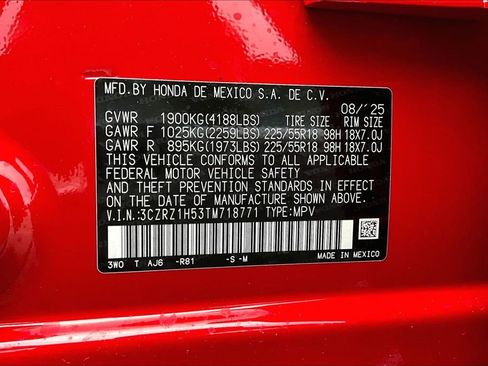 MFD.BY HONDA DE MEXICO S.A. DE C.V.
08/'25
GVWR 1900KG(4188LBS) TIRE SIZE RIM SIZE
GAWR F 1025KG(2259LBS) 225/55R18 98H 18X7.0J
GAWR R 895KG(1973LBS) 225/55R18 98H 18X7.0J
THIS VEHICLE CONFORMS TO ALL APPLICABLE
FEDERAL MOTOR VEHICLE SAFETY
AND THEFT PREVENTION STANDARDS IN EFFECT
ON THE DATE OF MANUFACTURE SHOWN ABOVE.
V.I.N.:3CZRZ1H53TM718771 TYPE:MPV
3W0 T AJ6 -R81 -S -M
MADE IN MEXICO